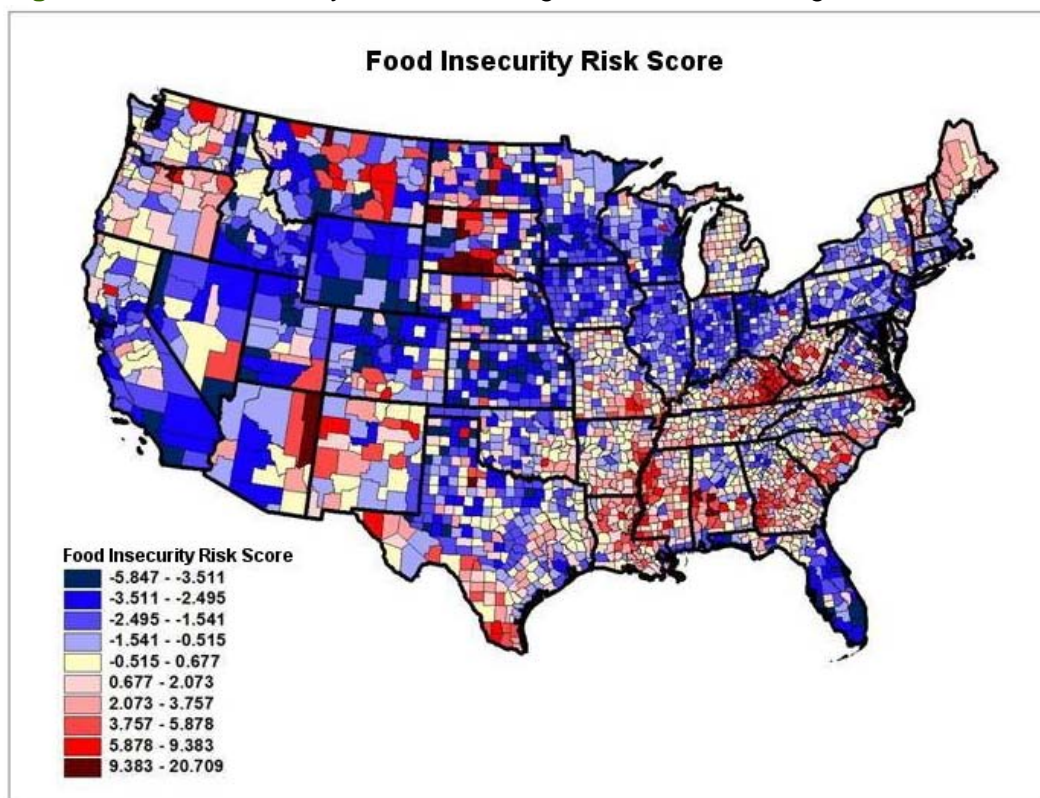 Food Insecurity Risk Score
Food Insecurity Risk Score
-5.847 - -3.511
-3.511 - -2.495
-2.495 - -1.541
-1.541 - -0.515
-0.515 - 0.677
0.677 - 2.073
2.073 - 3.757
3.757 - 5.878
5.878 - 9.383
9.383 - 20.709